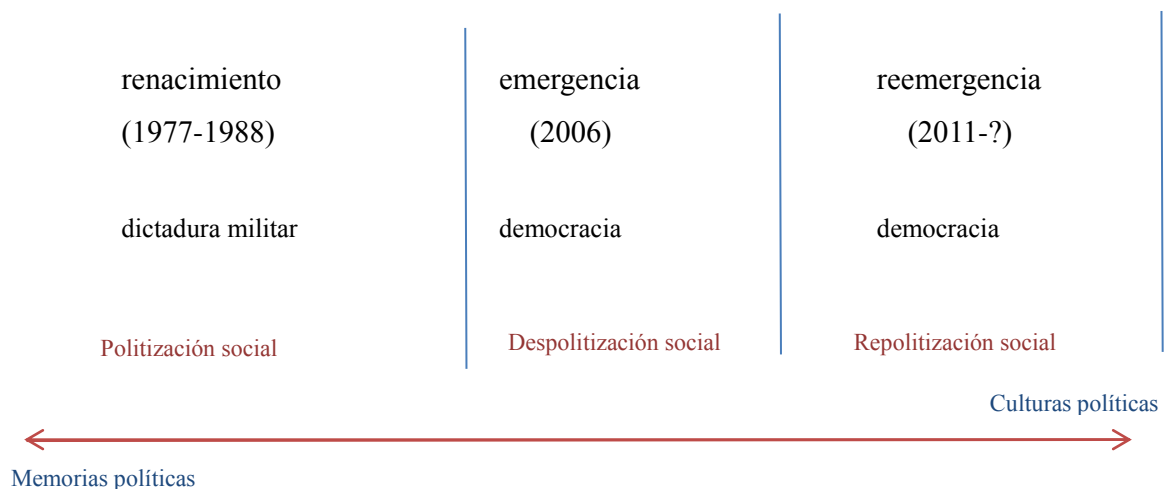 renacimiento
(1977-1988)
dictadura militar
Politización social
emergencia
(2006)
democracia
Despolitización social
reemergencia
(2011-?)
democracia
Repolitización social
Culturas políticas
Memorias políticas